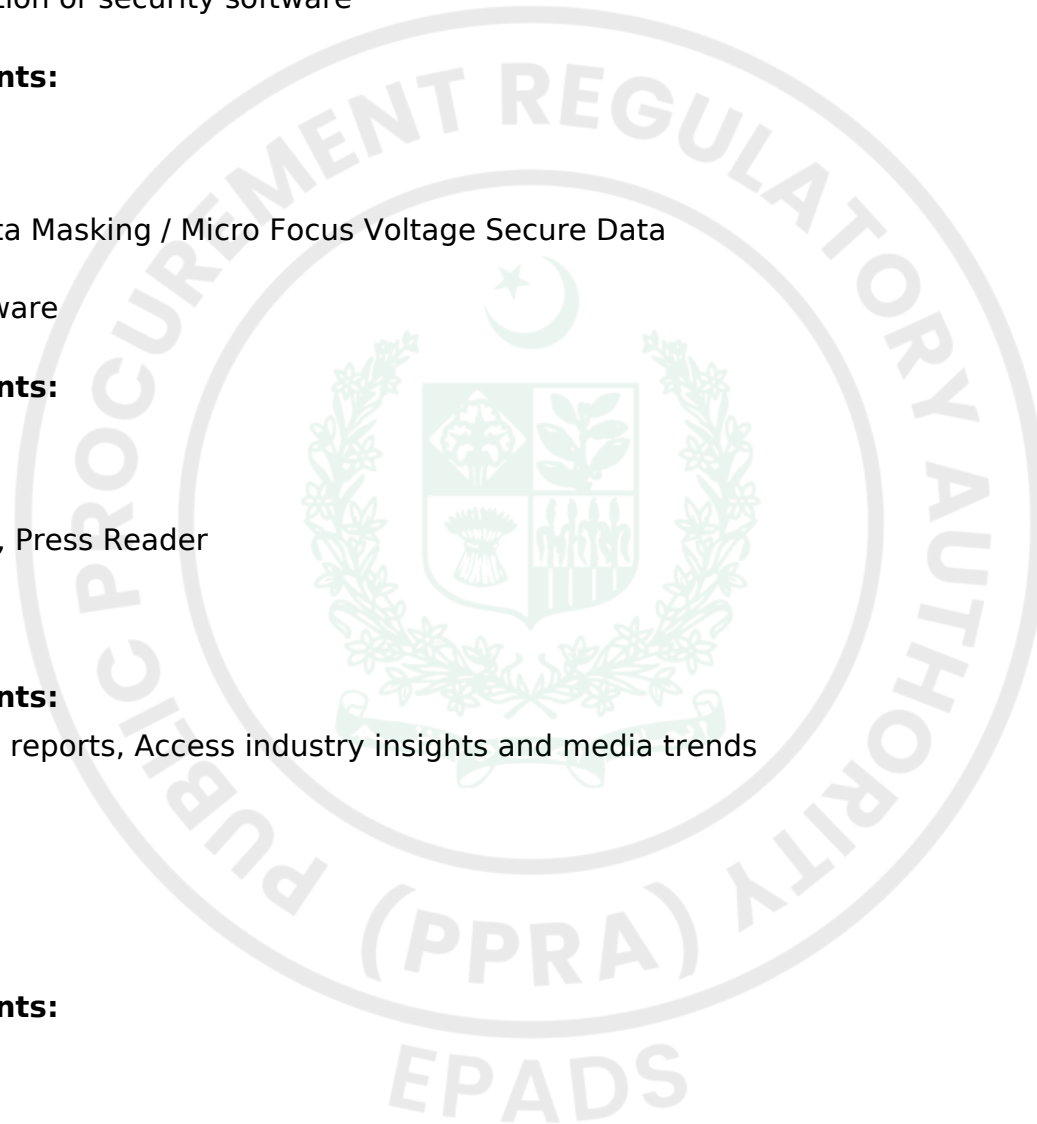 tion or security software
nts:
ta Masking / Micro Focus Voltage Secure Data
ware
nts:
, Press Reader
nts:
reports, Access industry insights and media trends
nts:
PUBLIC PROCUREMENT REGULATORY AUTHORITY
(PPRA)
EPADS